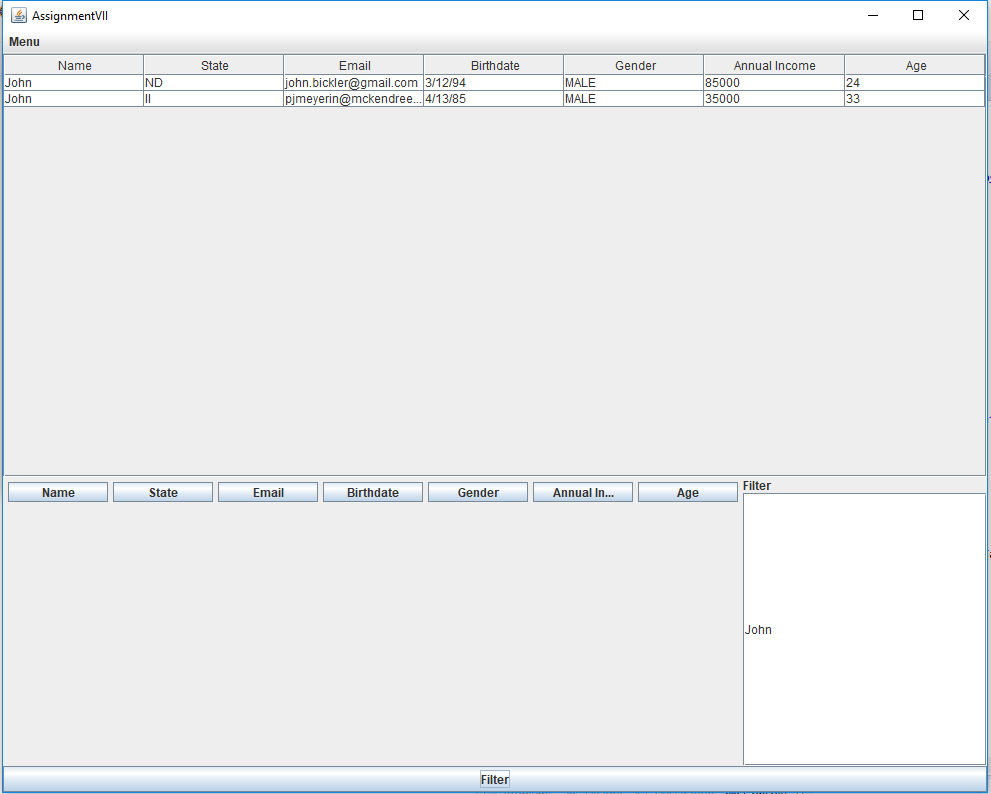 AssignmentVII
Menu
Name State Email Birthdate Gender Annual Income Age
John ND john.bickler@gmail.com 3/12/94 MALE 85000 24
John Il pjmeyerin@mckendree... 4/13/85 MALE 35000 33
Name State Email Birthdate Gender Annual In... Age
Filter
John
Filter